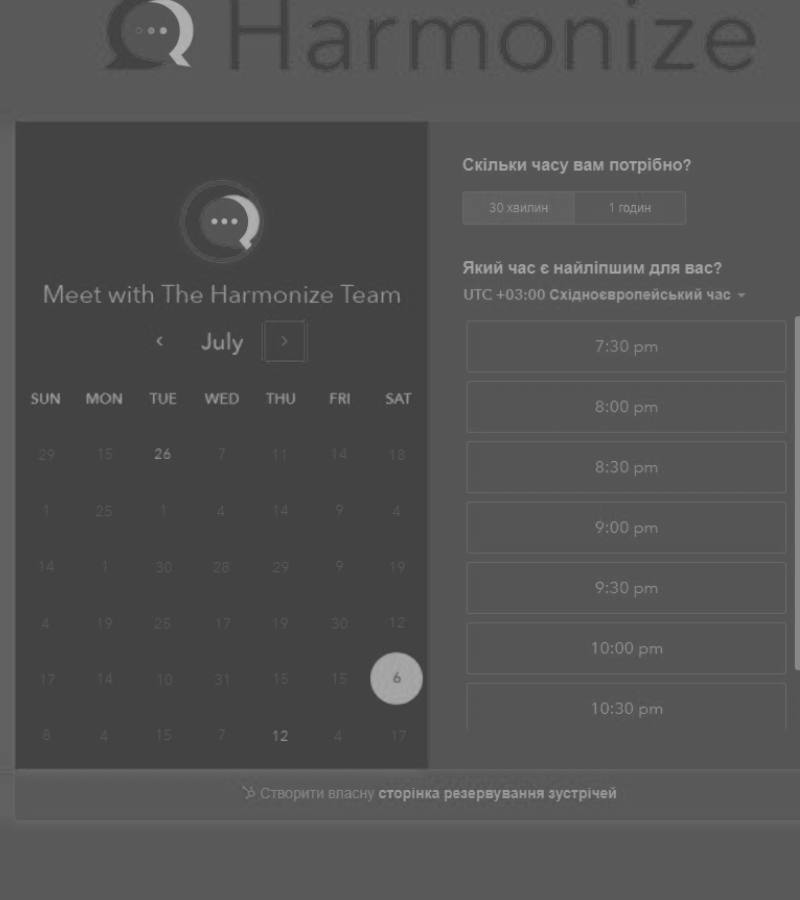 Harmonize
Meet with The Harmonize Team
July
SUN MON TUE WED THU FRI SAT
29 15 26 7 11 14 18
1 25 1 4 14 9 4
14 1 30 28 29 9 19
4 19 25 17 19 30 12
17 14 10 31 15 15 6
8 4 15 7 12 4 17
Скільки часу вам потрібно?
30 хвилин 1 годин
Який час є найліпшим для вас?
UTC +03:00 Східноєвропейський час
7:30 pm
8:00 pm
8:30 pm
9:00 pm
9:30 pm
10:00 pm
10:30 pm
Створити власну сторінка резервування зустрічей